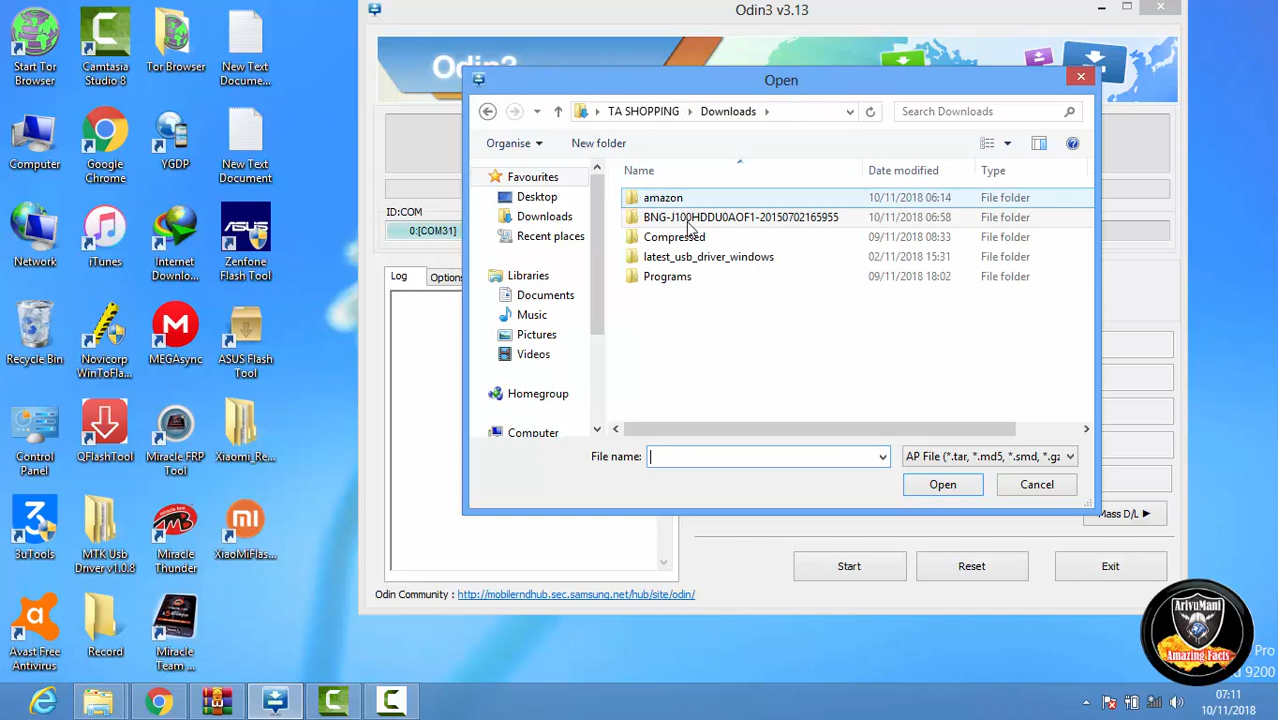 Start Tor Browser
Camtasia Studio 8
Tor Browser
New Text Docume...
Computer
Google Chrome
YGDP
New Text Docume...
Network
iTunes
Internet Downlo...
ASUS
Zenfone Flash Tool
Recycle Bin
Novicorp WinToFla...
MEGAsync
ASUS Flash Tool
Control Panel
QFlashTool
Miracle FRP Tool
Xiaomi_Re...
3uTools
MTK Usb Driver v1.0.8
Miracle Thunder
XiaoMiFlas...
Avast Free Antivirus
Record
Miracle Team ...
Odin3 v3.13
Odin3
ID:COM
0:[COM31]
Log
Options
Open
TA SHOPPING
Downloads
Search Downloads
Organise
New folder
Favourites
Desktop
Downloads
Recent places
Libraries
Documents
Music
Pictures
Videos
Homegroup
Computer
Name
Date modified
Type
amazon 10/11/2018 06:14 File folder
BNG-J100HDDU0AOF1-20150702165955 10/11/2018 06:58 File folder
Compressed 09/11/2018 08:33 File folder
latest_usb_driver_windows 02/11/2018 15:31 File folder
Programs 09/11/2018 18:02 File folder
File name:
AP File (*.tar, *.md5, *.smd, *.gz
Open
Cancel
Mass D/L
Start
Reset
Exit
Odin Community : http://mobilerndhub.sec.samsung.net/hub/site/odin/
ArivuMani
Amazing Facts
Pro
9200
07:11
10/11/2018